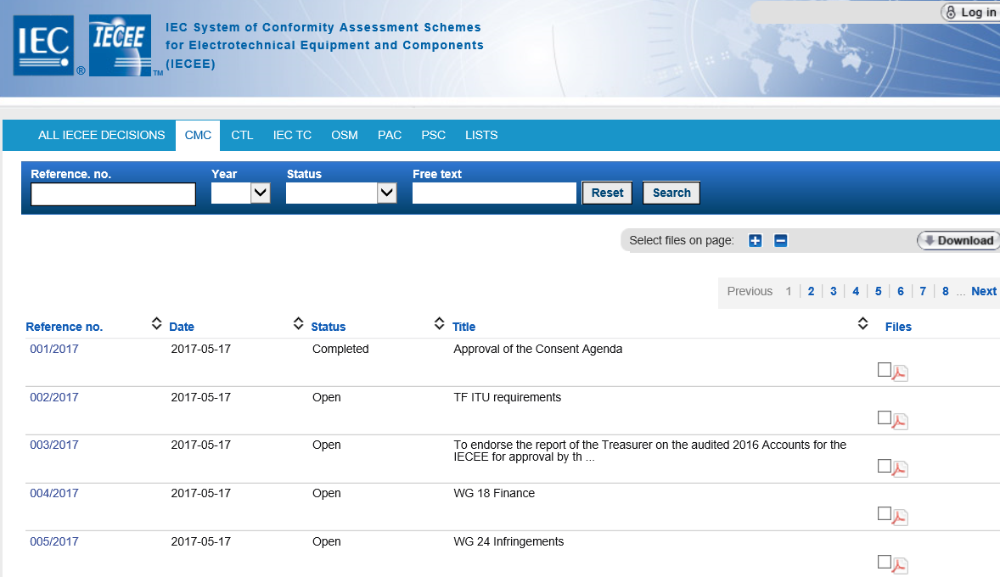 Log in
IEC
®
IECEE
TM
IEC System of Conformity Assessment Schemes
for Electrotechnical Equipment and Components
(IECEE)
ALL IECEE DECISIONS CMC CTL IEC TC OSM PAC PSC LISTS
Reference. no. Year Status Free text
Reset Search
Select files on page: Download
Previous 1 2 3 4 5 6 7 8 ... Next
Reference no. Date Status Title Files
001/2017 2017-05-17 Completed Approval of the Consent Agenda
002/2017 2017-05-17 Open TF ITU requirements
003/2017 2017-05-17 Open To endorse the report of the Treasurer on the audited 2016 Accounts for the
IECEE for approval by th ...
004/2017 2017-05-17 Open WG 18 Finance
005/2017 2017-05-17 Open WG 24 Infringements